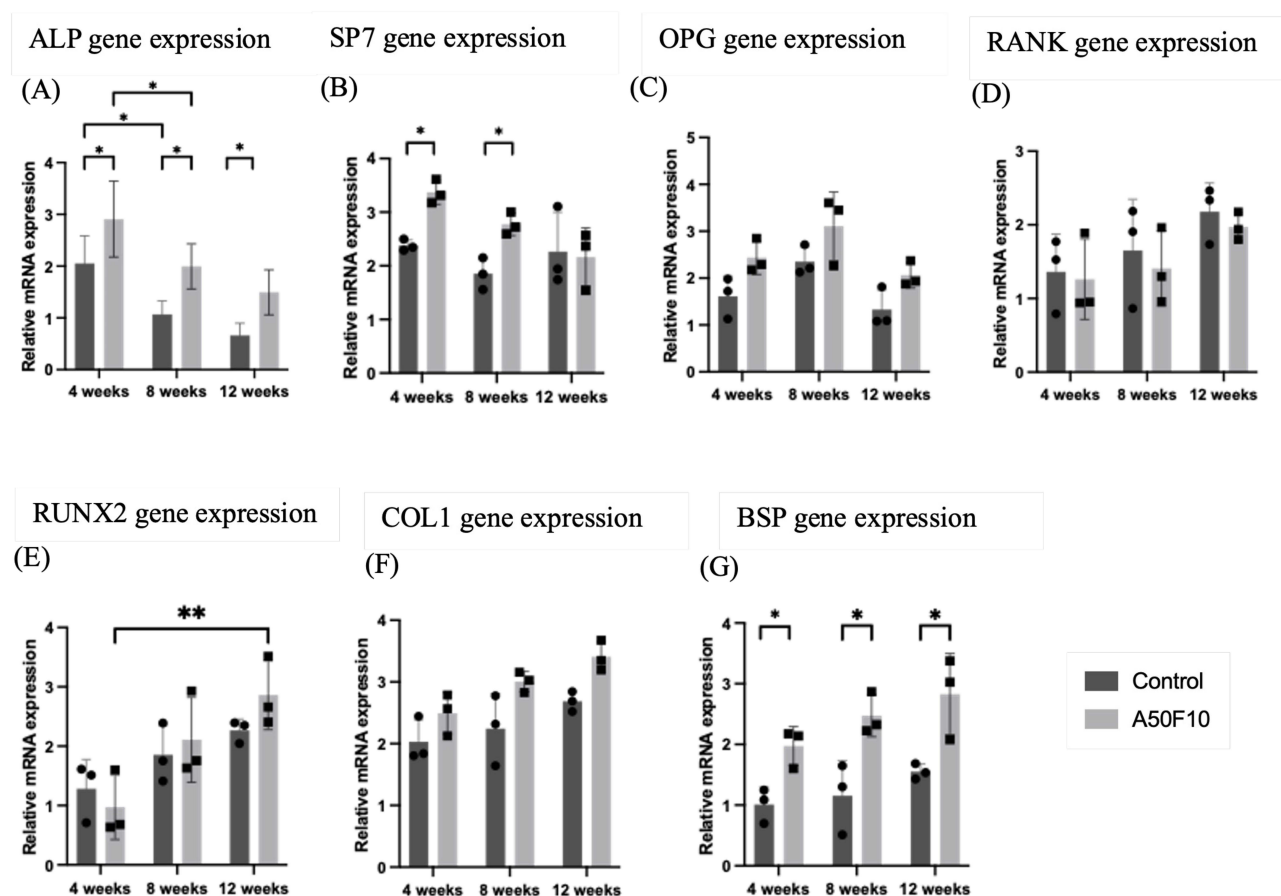 ALP gene expression
SP7 gene expression
OPG gene expression
RANK gene expression
(A)
(B)
(C)
(D)
*
*
*
*
*
Relative mRNA expression
4
3
2
1
0
4 weeks
8 weeks
12 weeks
*
*
Relative mRNA expression
4
3
2
1
0
4 weeks
8 weeks
12 weeks
Relative mRNA expression
5
4
3
2
1
0
4 weeks
8 weeks
12 weeks
Relative mRNA expression
3
2
1
0
4 weeks
8 weeks
12 weeks
RUNX2 gene expression
COL1 gene expression
BSP gene expression
(E)
(F)
(G)
**
Relative mRNA expression
4
3
2
1
0
4 weeks
8 weeks
12 weeks
Relative mRNA expression
4
3
2
1
0
4 weeks
8 weeks
12 weeks
*
*
*
Relative mRNA expression
4
3
2
1
0
4 weeks
8 weeks
12 weeks
Control
A50F10